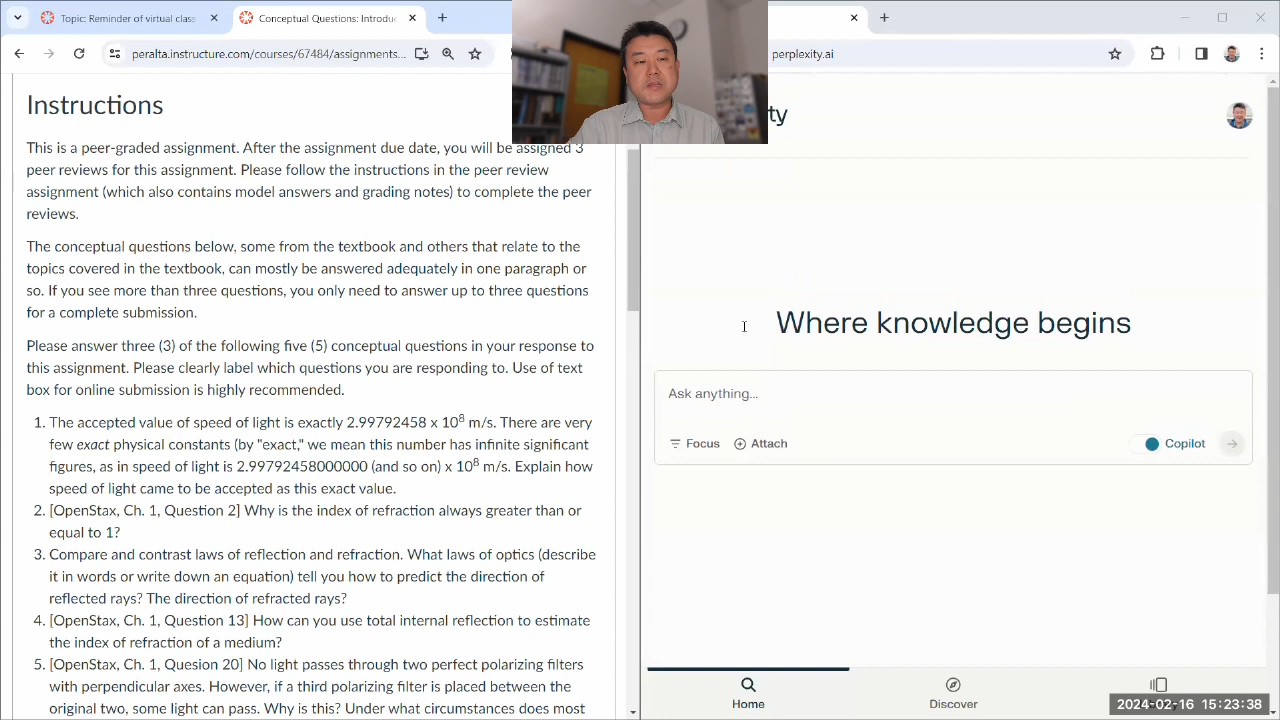 Topic: Reminder of virtual class
Conceptual Questions: Introdu
peralta.instructure.com/courses/67484/assignments...
perplexity.ai
Instructions
This is a peer-graded assignment. After the assignment due date, you will be assigned 3
peer reviews for this assignment. Please follow the instructions in the peer review
assignment (which also contains model answers and grading notes) to complete the peer
reviews.
The conceptual questions below, some from the textbook and others that relate to the
topics covered in the textbook, can mostly be answered adequately in one paragraph or
so. If you see more than three questions, you only need to answer up to three questions
for a complete submission.
Please answer three (3) of the following five (5) conceptual questions in your response to
this assignment. Please clearly label which questions you are responding to. Use of text
box for online submission is highly recommended.
1. The accepted value of speed of light is exactly 2.99792458 x 10⁸ m/s. There are very
few exact physical constants (by "exact," we mean this number has infinite significant
figures, as in speed of light is 2.99792458000000 (and so on) x 10⁸ m/s. Explain how
speed of light came to be accepted as this exact value.
2. [OpenStax, Ch. 1, Question 2] Why is the index of refraction always greater than or
equal to 1?
3. Compare and contrast laws of reflection and refraction. What laws of optics (describe
it in words or write down an equation) tell you how to predict the direction of
reflected rays? The direction of refracted rays?
4. [OpenStax, Ch. 1, Question 13] How can you use total internal reflection to estimate
the index of refraction of a medium?
5. [OpenStax, Ch. 1, Quesion 20] No light passes through two perfect polarizing filters
with perpendicular axes. However, if a third polarizing filter is placed between the
original two, some light can pass. Why is this? Under what circumstances does most
ty
Where knowledge begins
Ask anything...
Focus
Attach
Copilot
Home
Discover
2024-02-16 15:23:38